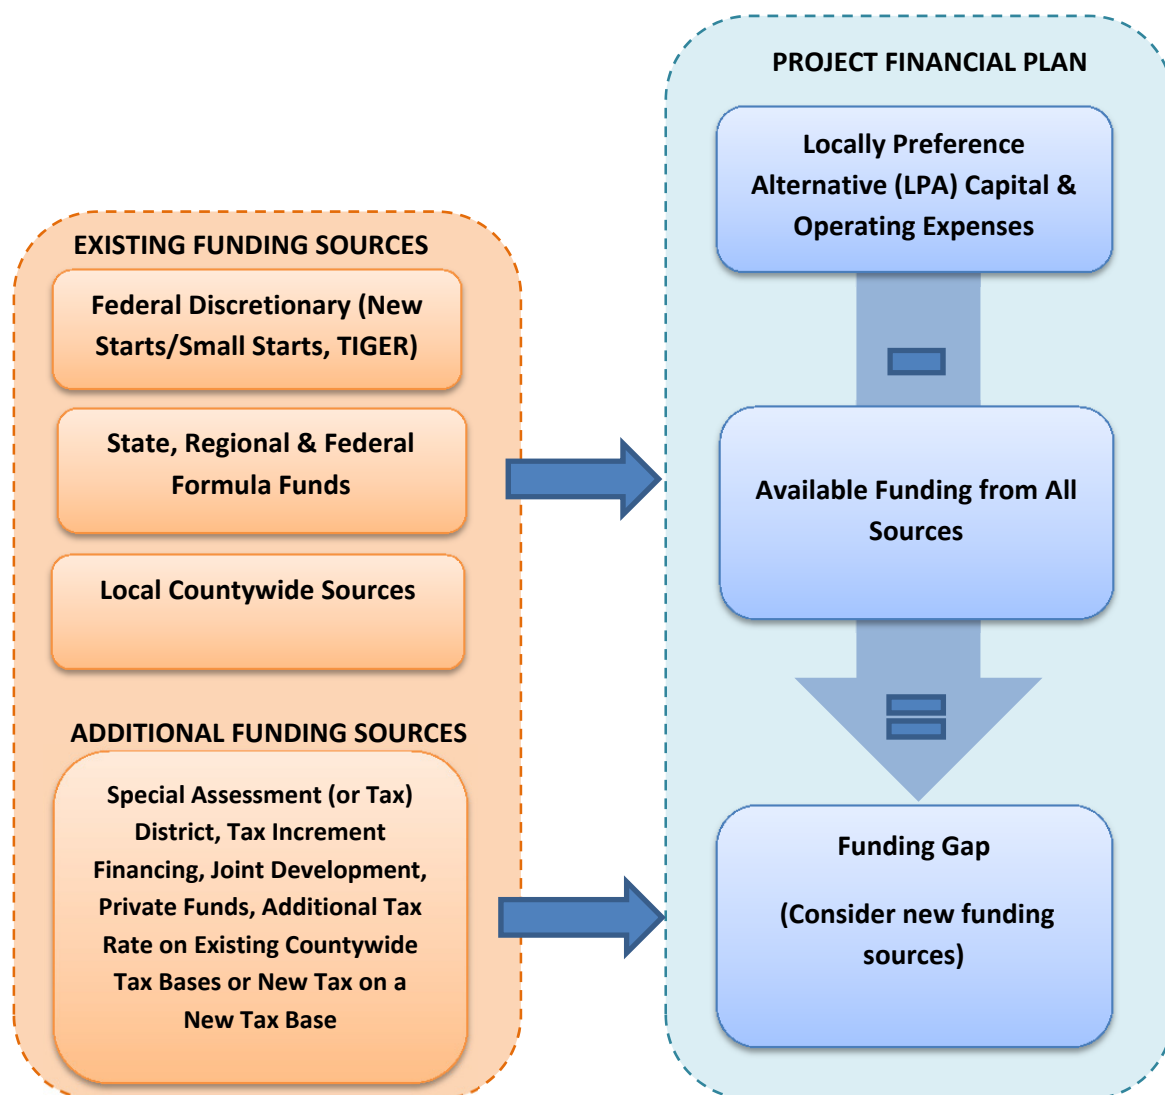 EXISTING FUNDING SOURCES
Federal Discretionary (New
Starts/Small Starts, TIGER)
State, Regional & Federal
Formula Funds
Local Countywide Sources
ADDITIONAL FUNDING SOURCES
Special Assessment (or Tax)
District, Tax Increment
Financing, Joint Development,
Private Funds, Additional Tax
Rate on Existing Countywide
Tax Bases or New Tax on a
New Tax Base
PROJECT FINANCIAL PLAN
Locally Preference
Alternative (LPA) Capital &
Operating Expenses
Available Funding from All
Sources
Funding Gap
(Consider new funding
sources)